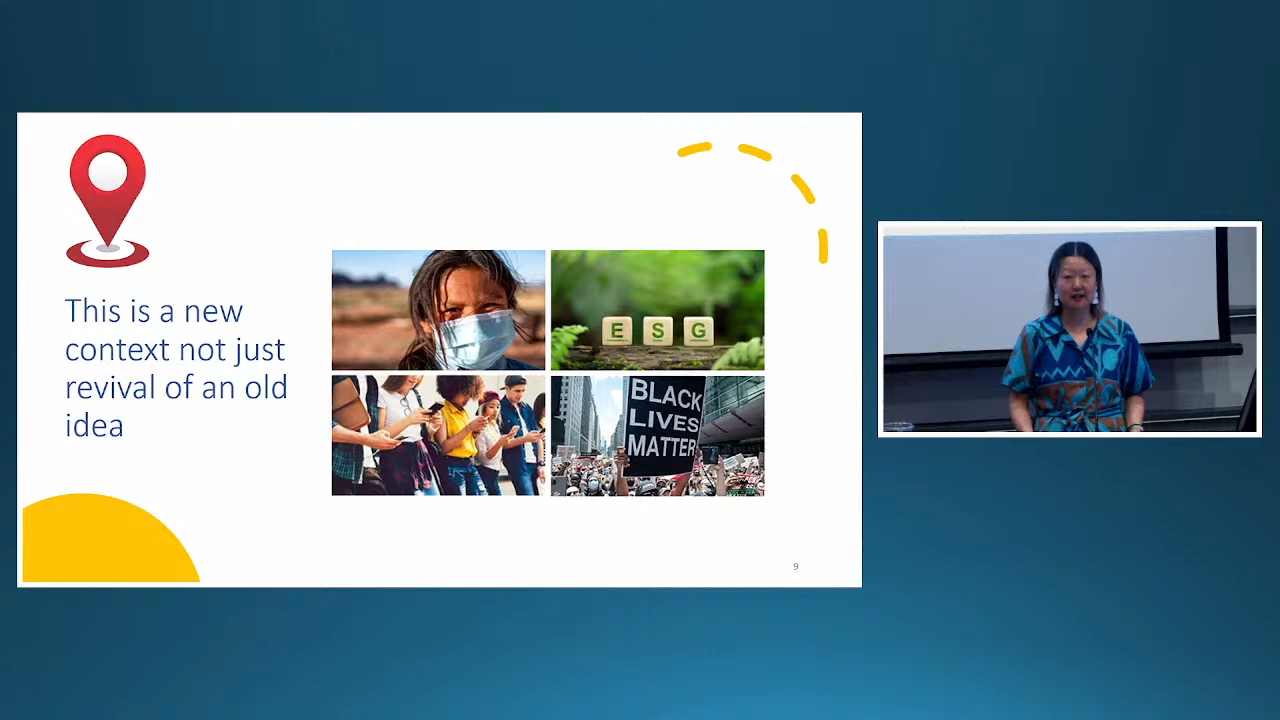 This is a new
context not just
revival of an old
idea
E S G
BLACK
LIVES
MATTER
9